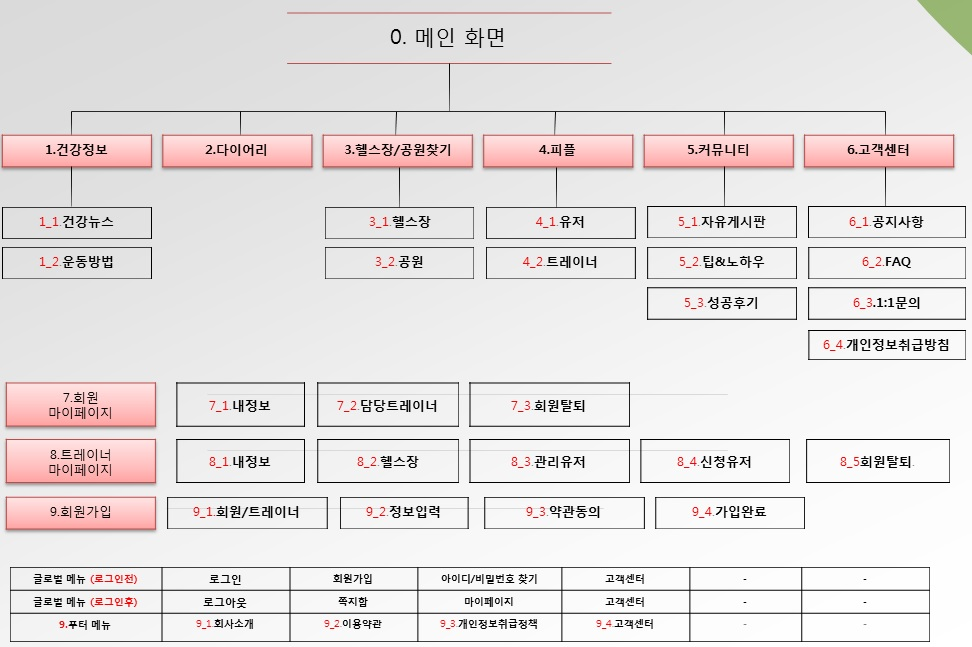 0. 메인 화면
1.건강정보
2.다이어리
3.헬스장/공원찾기
4.피플
5.커뮤니티
6.고객센터
1_1.건강뉴스
3_1.헬스장
4_1.유저
5_1.자유게시판
6_1.공지사항
1_2.운동방법
3_2.공원
4_2.트레이너
5_2.팁&노하우
6_2.FAQ
5_3.성공후기
6_3.1:1문의
6_4.개인정보취급방침
7.회원
마이페이지
7_1.내정보
7_2.담당트레이너
7_3.회원탈퇴
8.트레이너
마이페이지
8_1.내정보
8_2.헬스장
8_3.관리유저
8_4.신청유저
8_5회원탈퇴.
9.회원가입
9_1.회원/트레이너
9_2.정보입력
9_3.약관동의
9_4.가입완료
글로벌 메뉴 (로그인전) 로그인 회원가입 아이디/비밀번호 찾기 고객센터 - -
글로벌 메뉴 (로그인후) 로그아웃 쪽지함 마이페이지 고객센터 - -
9.푸터 메뉴 9_1.회사소개 9_2.이용약관 9_3.개인정보취급정책 9_4.고객센터 - -